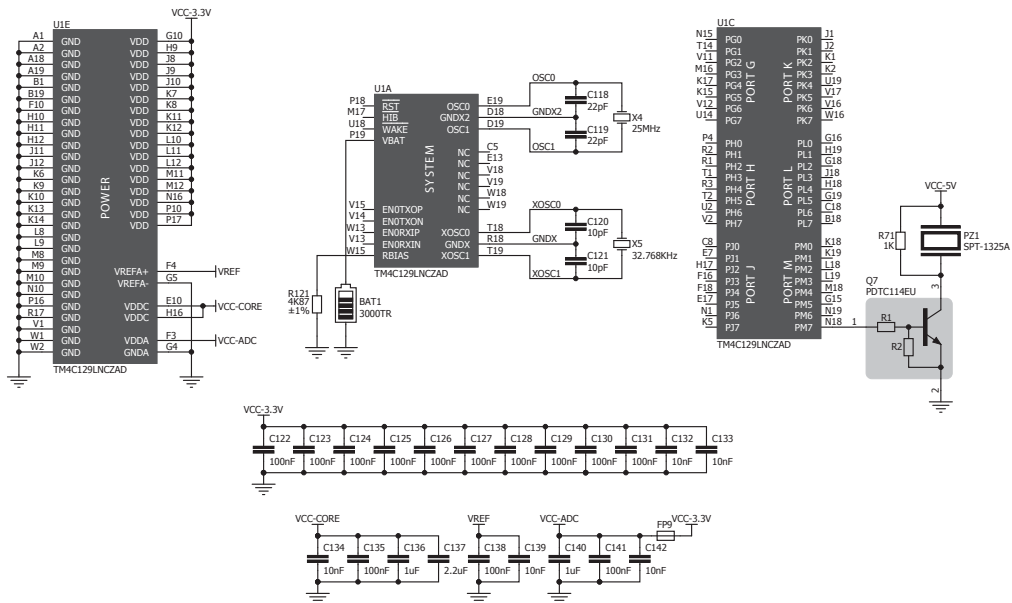 VCC-3.3V
U1E
A1 GND VDD G10
A2 GND VDD H9
A18 GND VDD J8
A19 GND VDD J9
B1 GND VDD J10
B19 GND VDD K7
F10 GND VDD K8
H10 GND VDD K11
H11 GND VDD K12
H12 GND VDD L10
J11 GND VDD L11
J12 GND VDD L12
K6 GND VDD M11
K9 GND VDD M12
K10 GND VDD N16
K13 GND VDD P10
K14 GND VDD P17
L8 GND
L9 GND
M8 GND
M9 GND VREFA+ F4 VREF
M10 GND VREFA- G5
N10 GND
P16 GND VDDC E10 VCC-CORE
R17 GND VDDC H16
V1 GND
W1 GND VDDA F3 VCC-ADC
W2 GND GNDA G4
POWER
TM4C129LNCZAD
U1A
P18 RST OSC0 E19
M17 HIB GNDX2 D18
U18 WAKE OSC1 D19
P19 VBAT
NC C5
NC E13
NC V18
NC V19
NC W18
NC W19
V15 EN0TXOP
V14 EN0TXON
W13 EN0RXIP XOSC0 T18
V13 EN0RXIN GNDX R18
W15 RBIAS XOSC1 T19
SYSTEM
TM4C129LNCZAD
OSC0
GNDX2
OSC1
C118
22pF
C119
22pF
X4
25MHz
XOSC0
GNDX
XOSC1
C120
10pF
C121
10pF
X5
32.768KHz
R121
4K87
±1%
BAT1
3000TR
U1C
N15 PG0 PK0 J1
T14 PG1 PK1 J2
V11 PG2 PK2 K1
M16 PG3 PK3 K2
K17 PG4 PK4 U19
K15 PG5 PK5 V17
V12 PG6 PK6 V16
U14 PG7 PK7 W16
PORT G
PORT K
P4 PH0 PL0 G16
R2 PH1 PL1 H19
R1 PH2 PL2 G18
T1 PH3 PL3 J18
R3 PH4 PL4 H18
T2 PH5 PL5 G19
U2 PH6 PL6 C18
V2 PH7 PL7 B18
PORT H
PORT L
C8 PJ0 PM0 K18
E7 PJ1 PM1 K19
H17 PJ2 PM2 L18
F16 PJ3 PM3 L19
F18 PJ4 PM4 M18
E17 PJ5 PM5 G15
N1 PJ6 PM6 N19
K5 PJ7 PM7 N18
PORT J
PORT M
TM4C129LNCZAD
VCC-5V
R71
1K
PZ1
SPT-1325A
Q7
PDTC114EU
3
1
R1
R2
2
VCC-3.3V
C122 C123 C124 C125 C126 C127 C128 C129 C130 C131 C132 C133
100nF 100nF 100nF 100nF 100nF 100nF 100nF 100nF 100nF 100nF 10nF 10nF
VCC-CORE
C134 C135 C136 C137
10nF 100nF 1uF 2.2uF
VREF
C138 C139
100nF 10nF
VCC-ADC
FP9
VCC-3.3V
C140 C141 C142
1uF 100nF 10nF